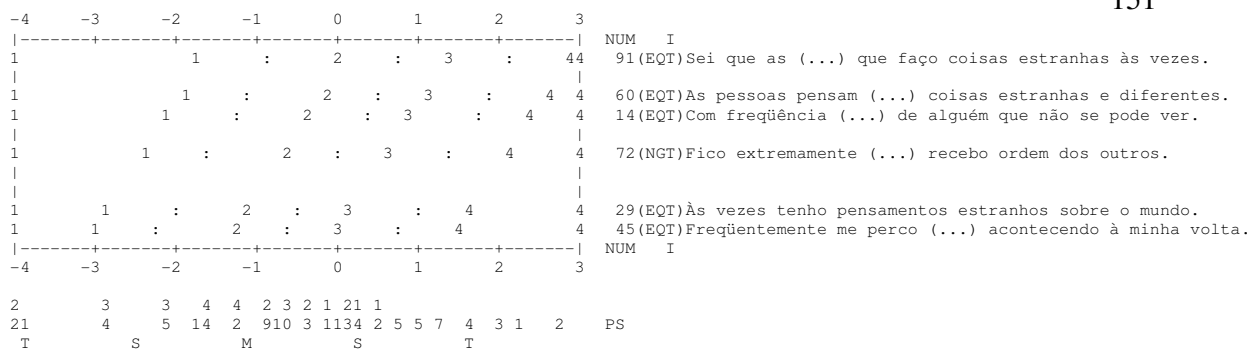 -4 -3 -2 -1 0 1 2 3
|-------+-------+-------+-------+-------+-------+-------| NUM I
1 1 : 2 : 3 : 44 91(EQT)Sei que as (...) que faço coisas estranhas às vezes.
| |
1 1 : 2 : 3 : 4 4 60(EQT)As pessoas pensam (...) coisas estranhas e diferentes.
1 1 : 2 : 3 : 4 4 14(EQT)Com freqüência (...) de alguém que não se pode ver.
| |
1 1 : 2 : 3 : 4 4 72(NGT)Fico extremamente (...) recebo ordem dos outros.
| |
| |
1 1 : 2 : 3 : 4 4 29(EQT)Às vezes tenho pensamentos estranhos sobre o mundo.
1 1 : 2 : 3 : 4 4 45(EQT)Freqüentemente me perco (...) acontecendo à minha volta.
|-------+-------+-------+-------+-------+-------+-------| NUM I
-4 -3 -2 -1 0 1 2 3
2 3 3 4 4 2 3 2 1 21 1
21 4 5 14 2 910 3 1134 2 5 5 7 4 3 1 2 PS
T S M S T